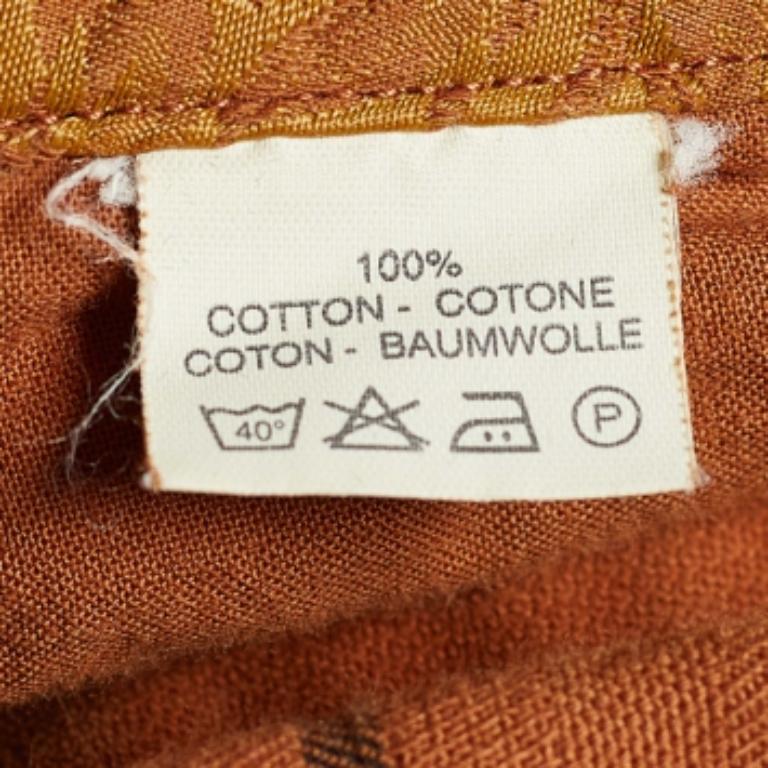 100%
COTTON - COTONE
COTON - BAUMWOLLE
40° P